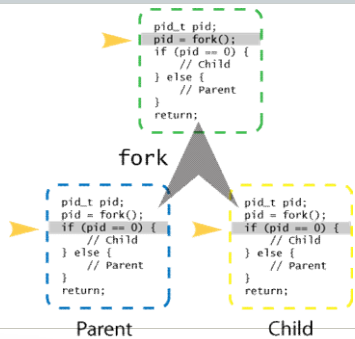 pid_t pid;
pid = fork();
if (pid == 0) {
// Child
} else {
// Parent
}
return;
fork
pid_t pid;
pid = fork();
if (pid == 0) {
// Child
} else {
// Parent
}
return;
pid_t pid;
pid = fork();
if (pid == 0) {
// Child
} else {
// Parent
}
return;
Parent
Child